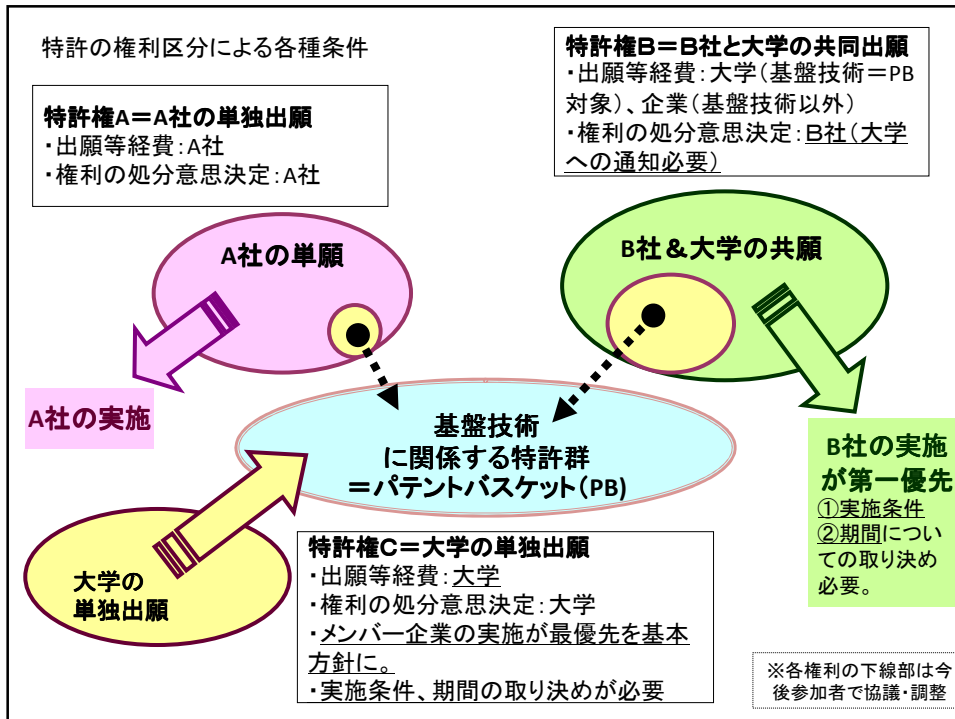 特許の権利区分による各種条件
特許権A=A社の単独出願
・出願等経費:A社
・権利の処分意思決定:A社
特許権B=B社と大学の共同出願
・出願等経費:大学(基盤技術=PB
対象)、企業(基盤技術以外)
・権利の処分意思決定:B社(大学
への通知必要)
A社の単願
B社&大学の共願
A社の実施
基盤技術
に関係する特許群
=パテントバスケット(PB)
B社の実施
が第一優先
①実施条件
②期間につい
ての取り決め
必要。
大学の
単独出願
特許権C=大学の単独出願
・出願等経費:大学
・権利の処分意思決定:大学
・メンバー企業の実施が最優先を基本
方針に。
・実施条件、期間の取り決めが必要
※各権利の下線部は今
後参加者で協議・調整